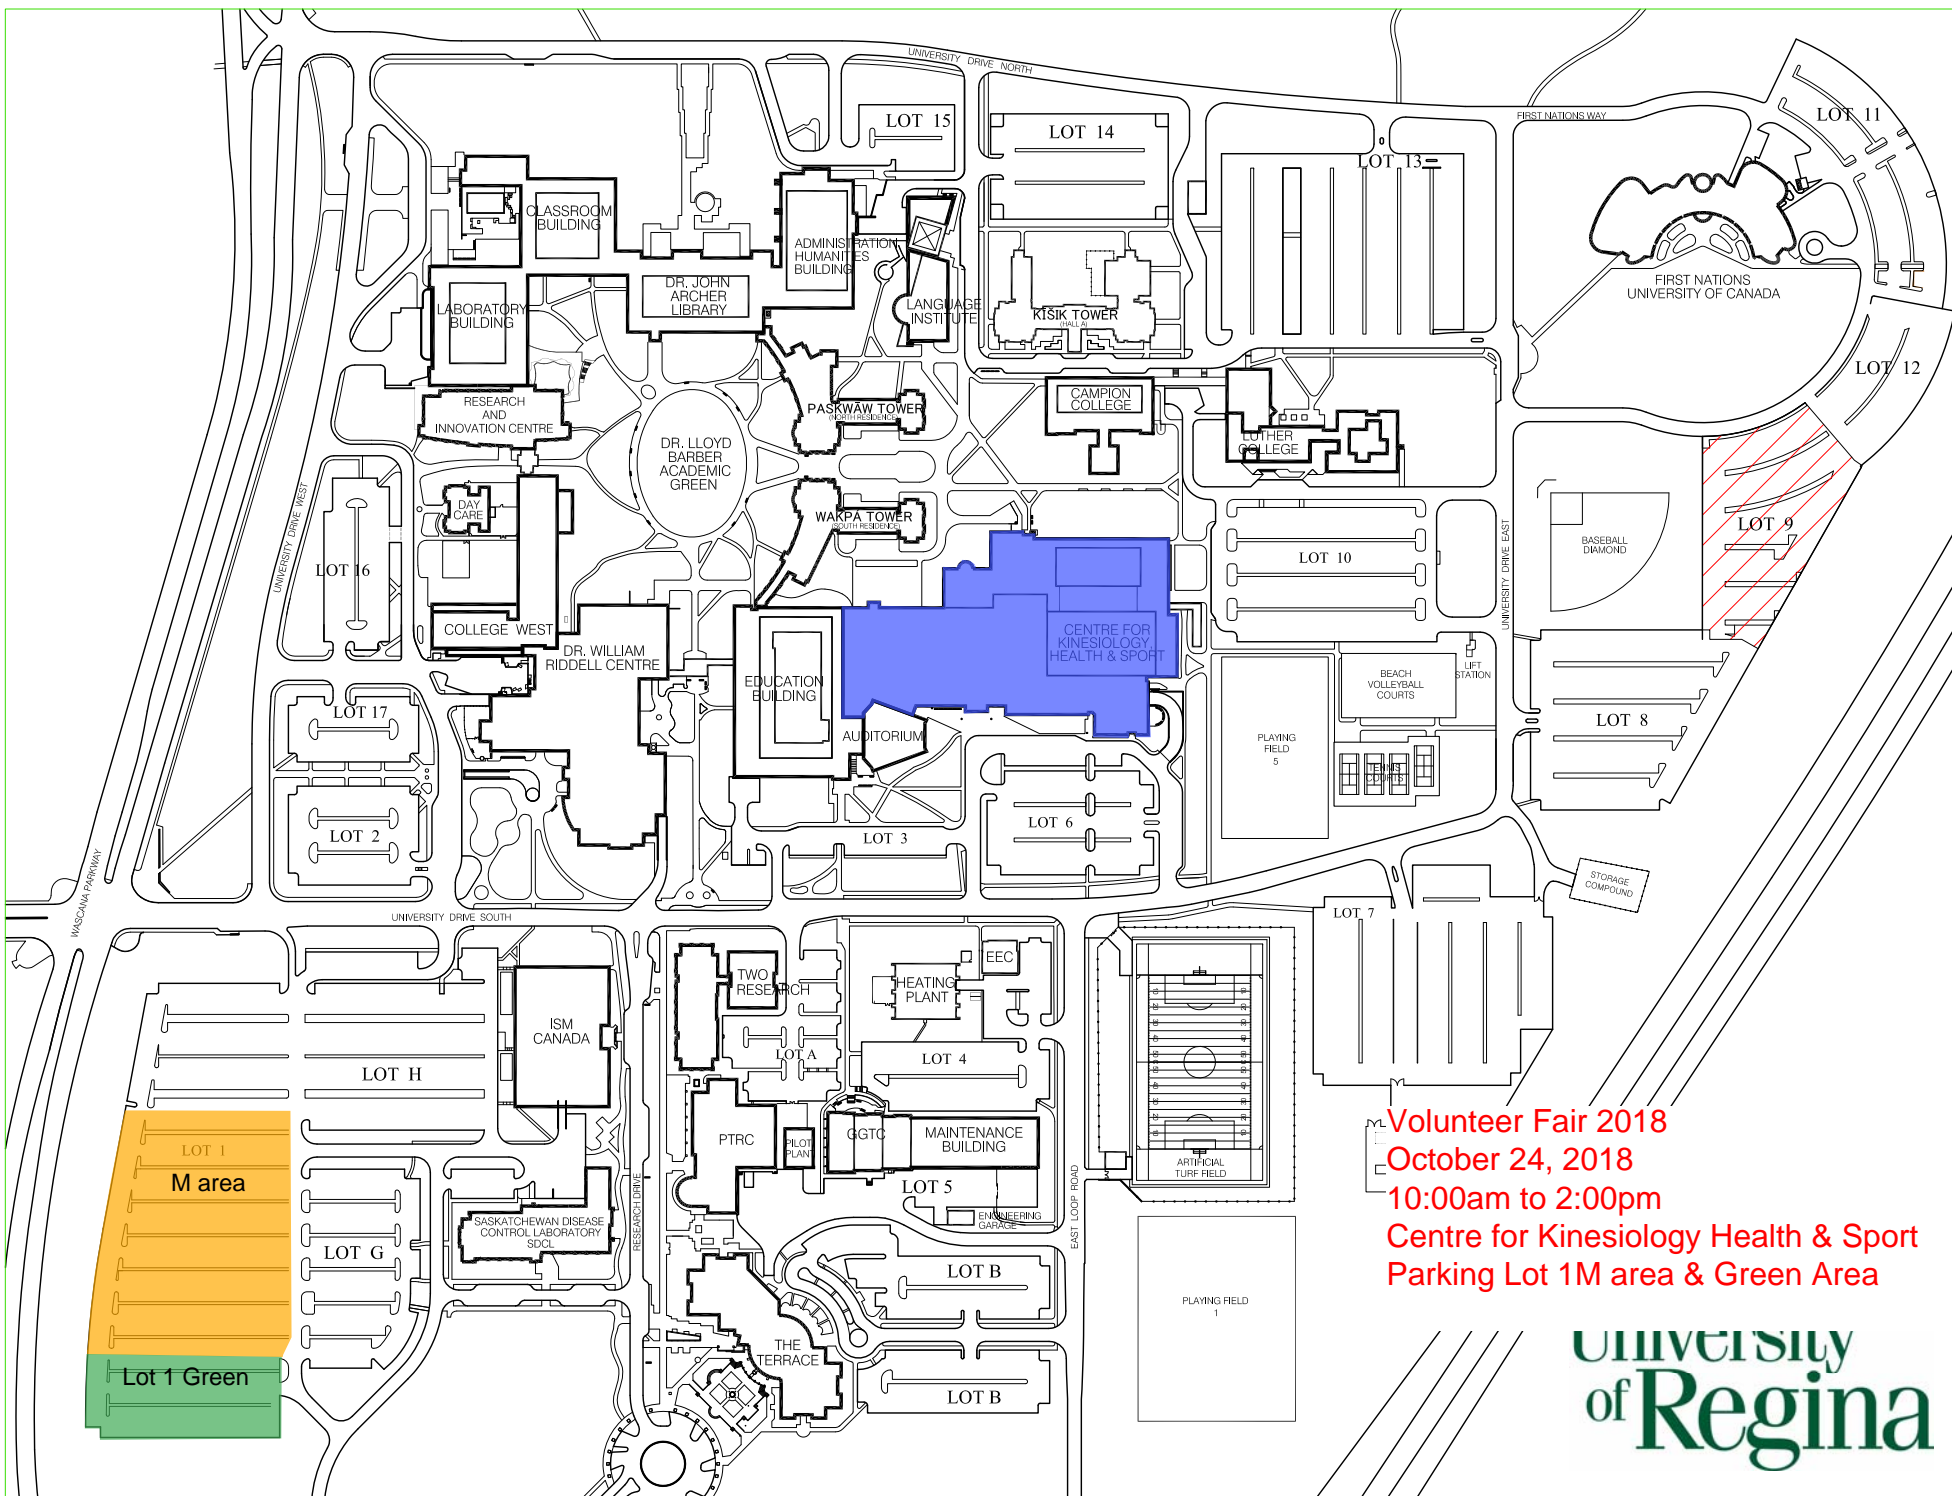 UNIVERSITY DRIVE NORTH
FIRST NATIONS WAY
LOT 11
LOT 15
LOT 14
LOT 13
CLASSROOM
BUILDING
ADMINISTRATION
HUMANITIES
BUILDING
DR. JOHN
ARCHER
LIBRARY
LABORATORY
BUILDING
LANGUAGE
INSTITUTE
KĪŠIK TOWER
(HALL A)
FIRST NATIONS
UNIVERSITY OF CANADA
LOT 12
RESEARCH
AND
INNOVATION CENTRE
PASKWĀW TOWER
(NORTH RESIDENCE)
CAMPION
COLLEGE
LUTHER
COLLEGE
DR. LLOYD
BARBER
ACADEMIC
GREEN
DAY
CARE
WAKPÁ TOWER
(SOUTH RESIDENCE)
UNIVERSITY DRIVE WEST
LOT 16
LOT 10
UNIVERSITY DRIVE EAST
BASEBALL
DIAMOND
LOT 9
COLLEGE WEST
DR. WILLIAM
RIDDELL CENTRE
CENTRE FOR
KINESIOLOGY,
HEALTH & SPORT
EDUCATION
BUILDING
AUDITORIUM
BEACH
VOLLEYBALL
COURTS
LIFT
STATION
LOT 17
LOT 8
PLAYING
FIELD
5
TENNIS
COURTS
LOT 2
LOT 3
LOT 6
STORAGE
COMPOUND
WASCANA PARKWAY
UNIVERSITY DRIVE SOUTH
LOT 7
TWO
RESEARCH
HEATING
PLANT
EEC
ISM
CANADA
LOT A
LOT 4
LOT H
PTRC
PILOT
PLANT
GGTC
MAINTENANCE
BUILDING
ARTIFICIAL
TURF FIELD
LOT 1
M area
LOT 5
ENGINEERING
GARAGE
EAST LOOP ROAD
RESEARCH DRIVE
SASKATCHEWAN DISEASE
CONTROL LABORATORY
SDCL
LOT G
LOT B
THE
TERRACE
LOT B
PLAYING FIELD
1
Lot 1 Green
Volunteer Fair 2018
October 24, 2018
10:00am to 2:00pm
Centre for Kinesiology Health & Sport
Parking Lot 1M area & Green Area
University
of Regina